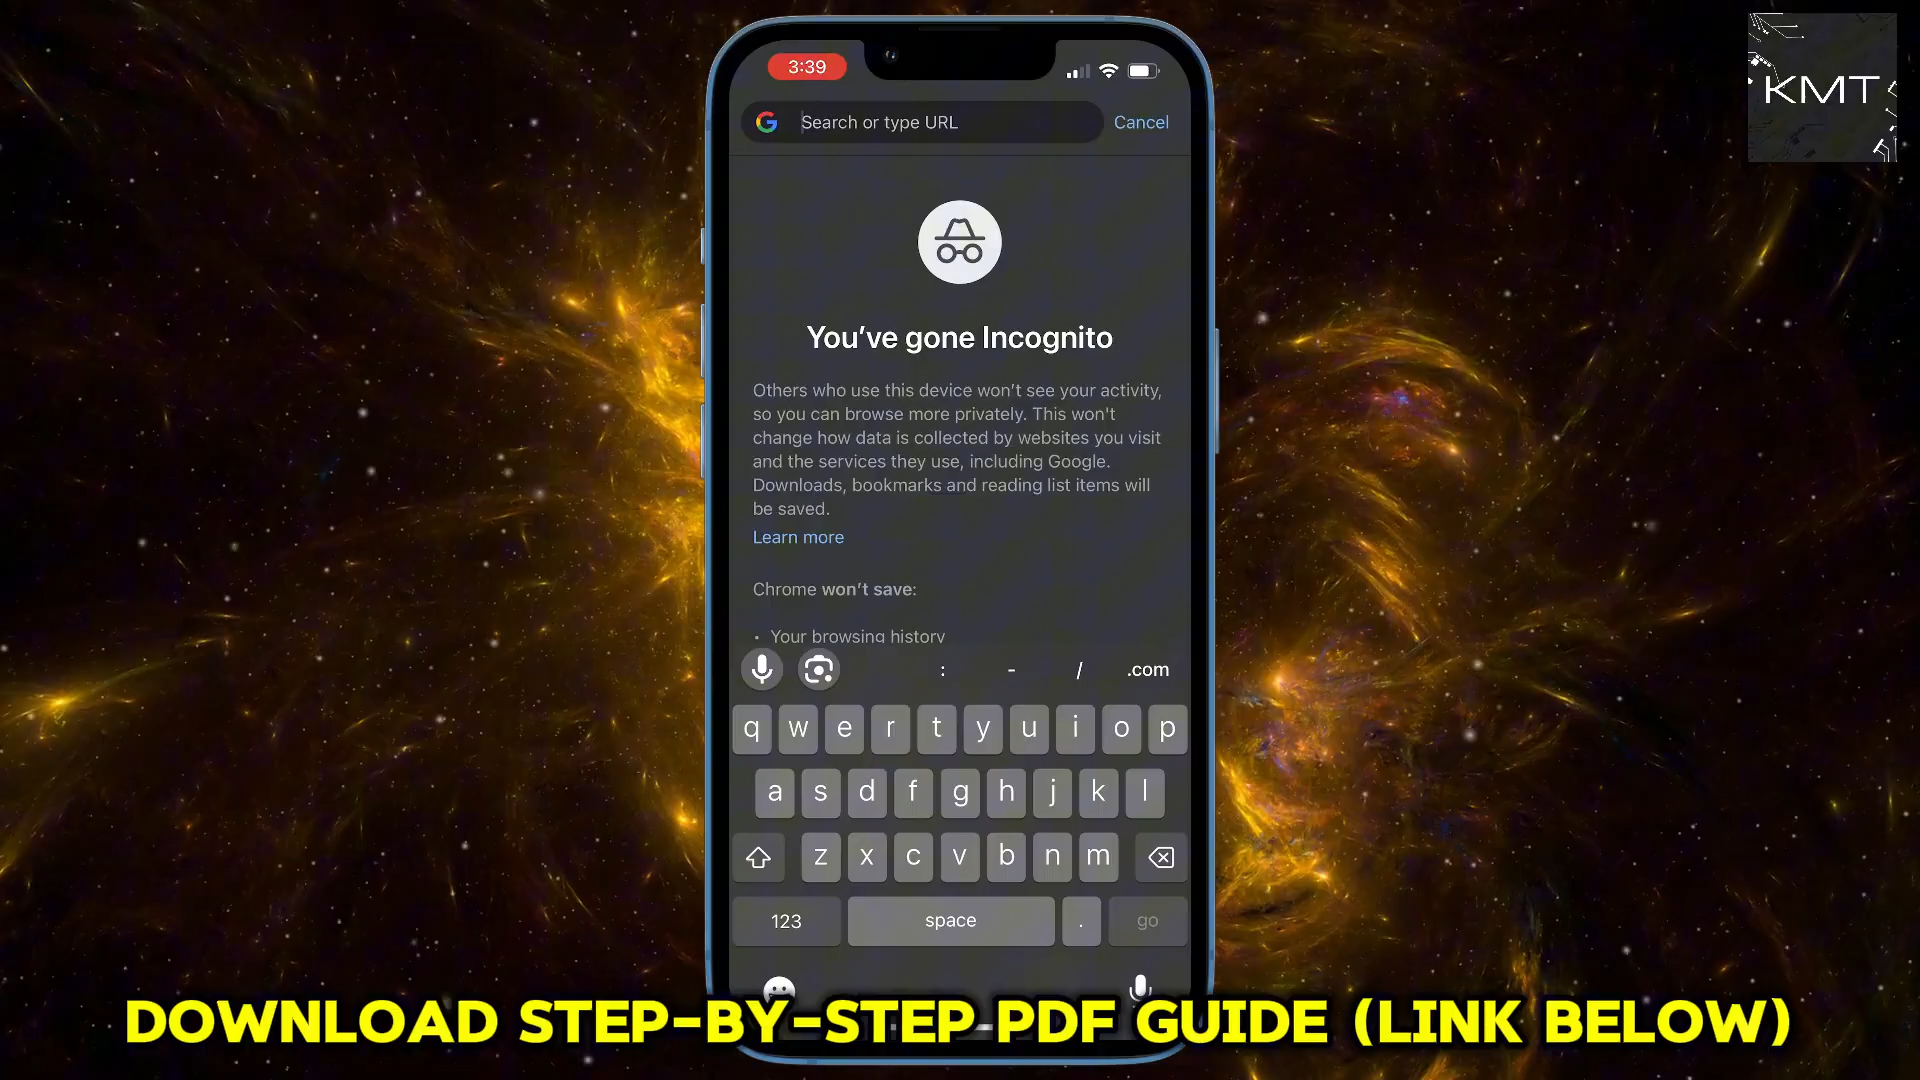 3:39
KMT
Search or type URL
Cancel
You've gone Incognito
Others who use this device won't see your activity,
so you can browse more privately. This won't
change how data is collected by websites you visit
and the services they use, including Google.
Downloads, bookmarks and reading list items will
be saved.
Learn more
Chrome won't save:
• Your browsing history
: - / .com
q w e r t y u i o p
a s d f g h j k l
z x c v b n m
123 space . go
DOWNLOAD STEP-BY-STEP PDF GUIDE (LINK BELOW)